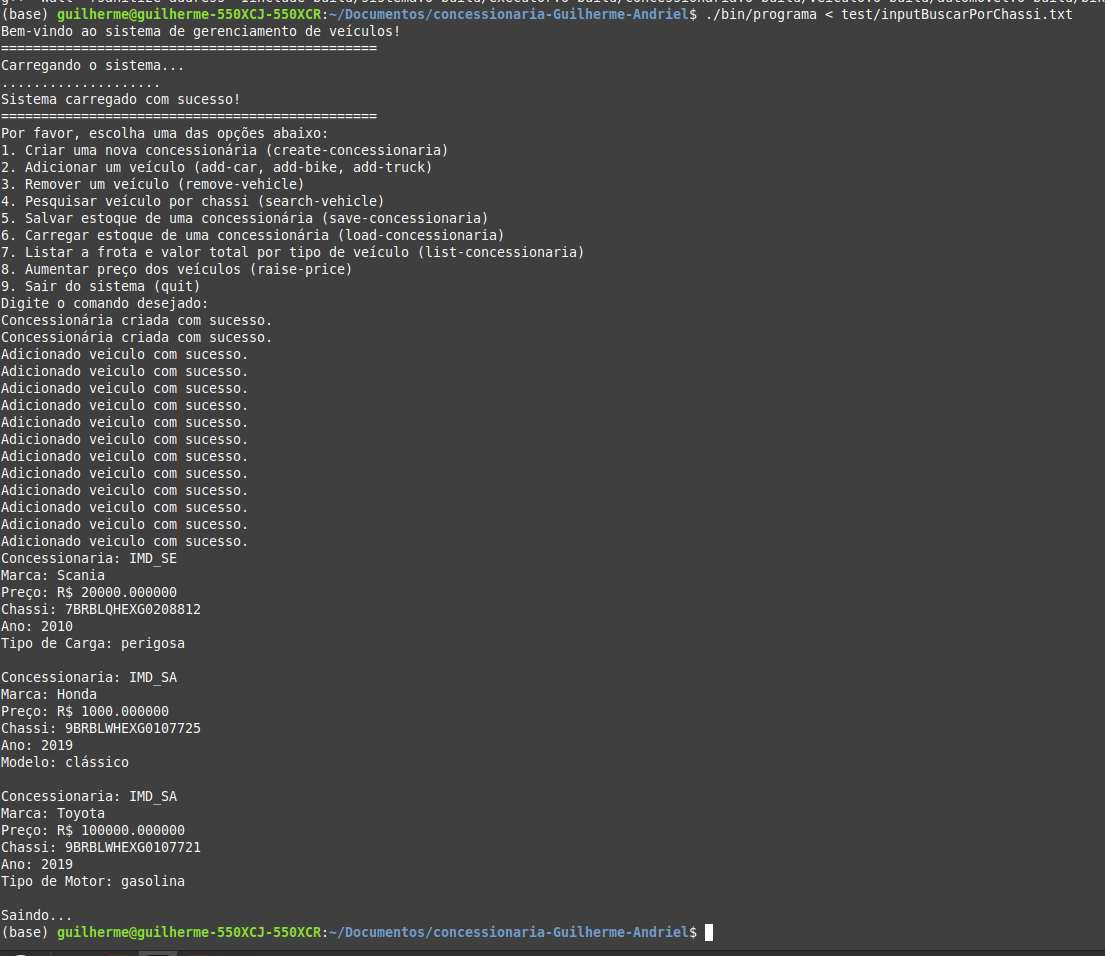 (base) guilherme@guilherme-550XCJ-550XCR:~/Documentos/concessionaria-Guilherme-Andriel$ ./bin/programa < test/inputBuscarPorChassi.txt
Bem-vindo ao sistema de gerenciamento de veículos!
===============================================
Carregando o sistema...
....................
Sistema carregado com sucesso!
===============================================
Por favor, escolha uma das opções abaixo:
1. Criar uma nova concessionária (create-concessionaria)
2. Adicionar um veículo (add-car, add-bike, add-truck)
3. Remover um veículo (remove-vehicle)
4. Pesquisar veículo por chassi (search-vehicle)
5. Salvar estoque de uma concessionária (save-concessionaria)
6. Carregar estoque de uma concessionária (load-concessionaria)
7. Listar a frota e valor total por tipo de veículo (list-concessionaria)
8. Aumentar preço dos veículos (raise-price)
9. Sair do sistema (quit)
Digite o comando desejado:
Concessionária criada com sucesso.
Concessionária criada com sucesso.
Adicionado veiculo com sucesso.
Adicionado veiculo com sucesso.
Adicionado veiculo com sucesso.
Adicionado veiculo com sucesso.
Adicionado veiculo com sucesso.
Adicionado veiculo com sucesso.
Adicionado veiculo com sucesso.
Adicionado veiculo com sucesso.
Adicionado veiculo com sucesso.
Adicionado veiculo com sucesso.
Adicionado veiculo com sucesso.
Adicionado veiculo com sucesso.
Concessionaria: IMD_SE
Marca: Scania
Preço: R$ 20000.000000
Chassi: 7BRBLQHEXG0208812
Ano: 2010
Tipo de Carga: perigosa
Concessionaria: IMD_SA
Marca: Honda
Preço: R$ 1000.000000
Chassi: 9BRBLWHEXG0107725
Ano: 2019
Modelo: clássico
Concessionaria: IMD_SA
Marca: Toyota
Preço: R$ 100000.000000
Chassi: 9BRBLWHEXG0107721
Ano: 2019
Tipo de Motor: gasolina
Saindo...
(base) guilherme@guilherme-550XCJ-550XCR:~/Documentos/concessionaria-Guilherme-Andriel$